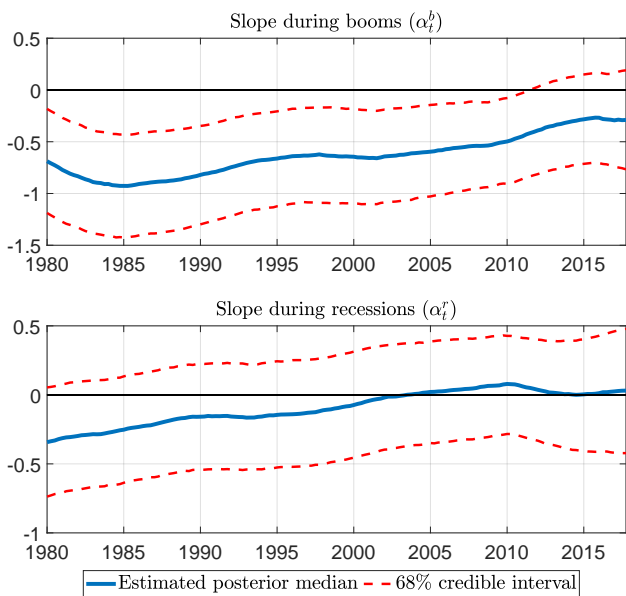 Slope during booms (α_t^b)
0.5
0
-0.5
-1
-1.5
1980 1985 1990 1995 2000 2005 2010 2015
Slope during recessions (α_t^r)
0.5
0
-0.5
-1
1980 1985 1990 1995 2000 2005 2010 2015
Estimated posterior median 68% credible interval